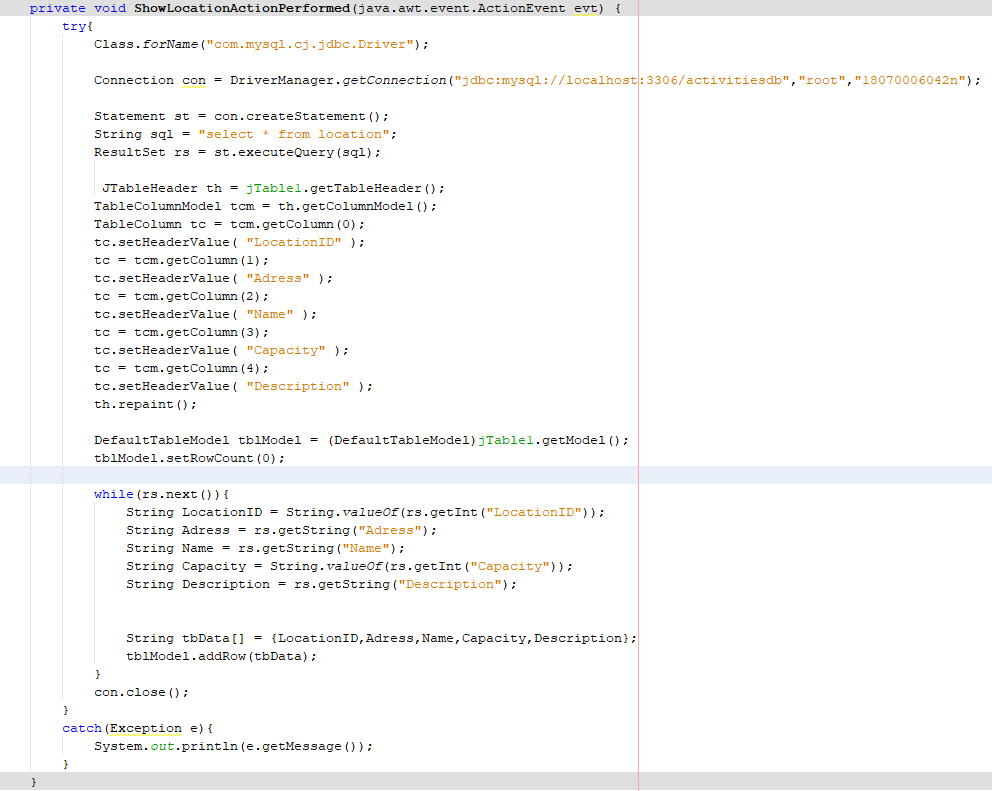 private void ShowLocationActionPerformed(java.awt.event.ActionEvent evt) {
try{
Class.forName("com.mysql.cj.jdbc.Driver");
Connection con = DriverManager.getConnection("jdbc:mysql://localhost:3306/activitiesdb","root","18070006042n");
Statement st = con.createStatement();
String sql = "select * from location";
ResultSet rs = st.executeQuery(sql);
JTableHeader th = jTable1.getTableHeader();
TableColumnModel tcm = th.getColumnModel();
TableColumn tc = tcm.getColumn(0);
tc.setHeaderValue( "LocationID" );
tc = tcm.getColumn(1);
tc.setHeaderValue( "Adress" );
tc = tcm.getColumn(2);
tc.setHeaderValue( "Name" );
tc = tcm.getColumn(3);
tc.setHeaderValue( "Capacity" );
tc = tcm.getColumn(4);
tc.setHeaderValue( "Description" );
th.repaint();
DefaultTableModel tblModel = (DefaultTableModel)jTable1.getModel();
tblModel.setRowCount(0);
while(rs.next()){
String LocationID = String.valueOf(rs.getInt("LocationID"));
String Adress = rs.getString("Adress");
String Name = rs.getString("Name");
String Capacity = String.valueOf(rs.getInt("Capacity"));
String Description = rs.getString("Description");
String tbData[] = {LocationID,Adress,Name,Capacity,Description};
tblModel.addRow(tbData);
}
con.close();
}
catch(Exception e){
System.out.println(e.getMessage());
}
}